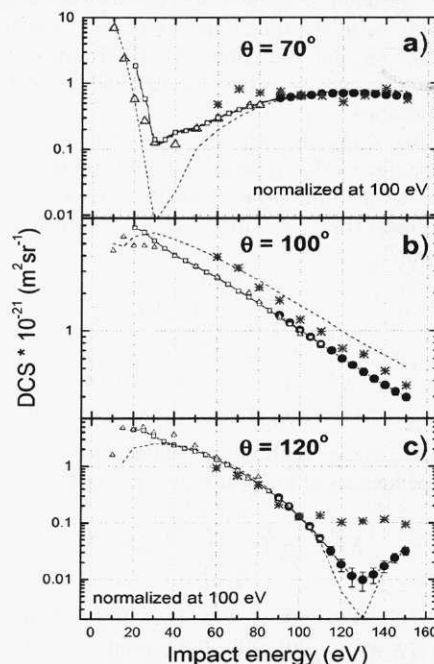 10
θ = 70° a)
1
0.1
normalized at 100 eV
0.01
θ = 100° b)
1
DCS * 10⁻²¹ (m²sr⁻¹)
θ = 120° c)
1
0.1
0.01
normalized at 100 eV
0 20 40 60 80 100 120 140 160
Impact energy (eV)